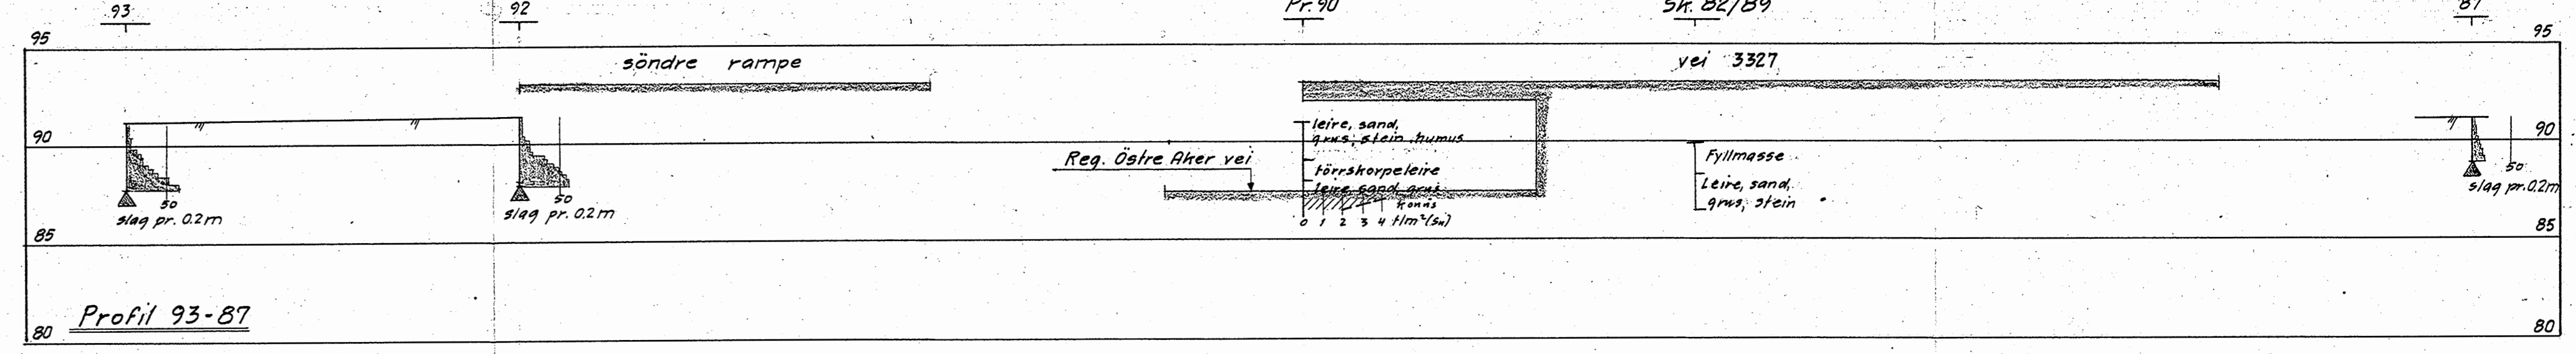 93
92
Pr. 90
Sk. 82/89
87
95
95
söndre rampe
vei 3327
90
90
leire, sand,
grus, stein humus
Reg. Östre Aker vei
törrskorpeleire
leire, sand, grus
konus
0 1 2 3 4 t/m² (su)
Fyllmasse
Leire, sand,
grus, stein
50
slag pr. 0.2m
50
slag pr. 0.2m
50
slag pr. 0.2m
85
85
Profil 93-87
80
80